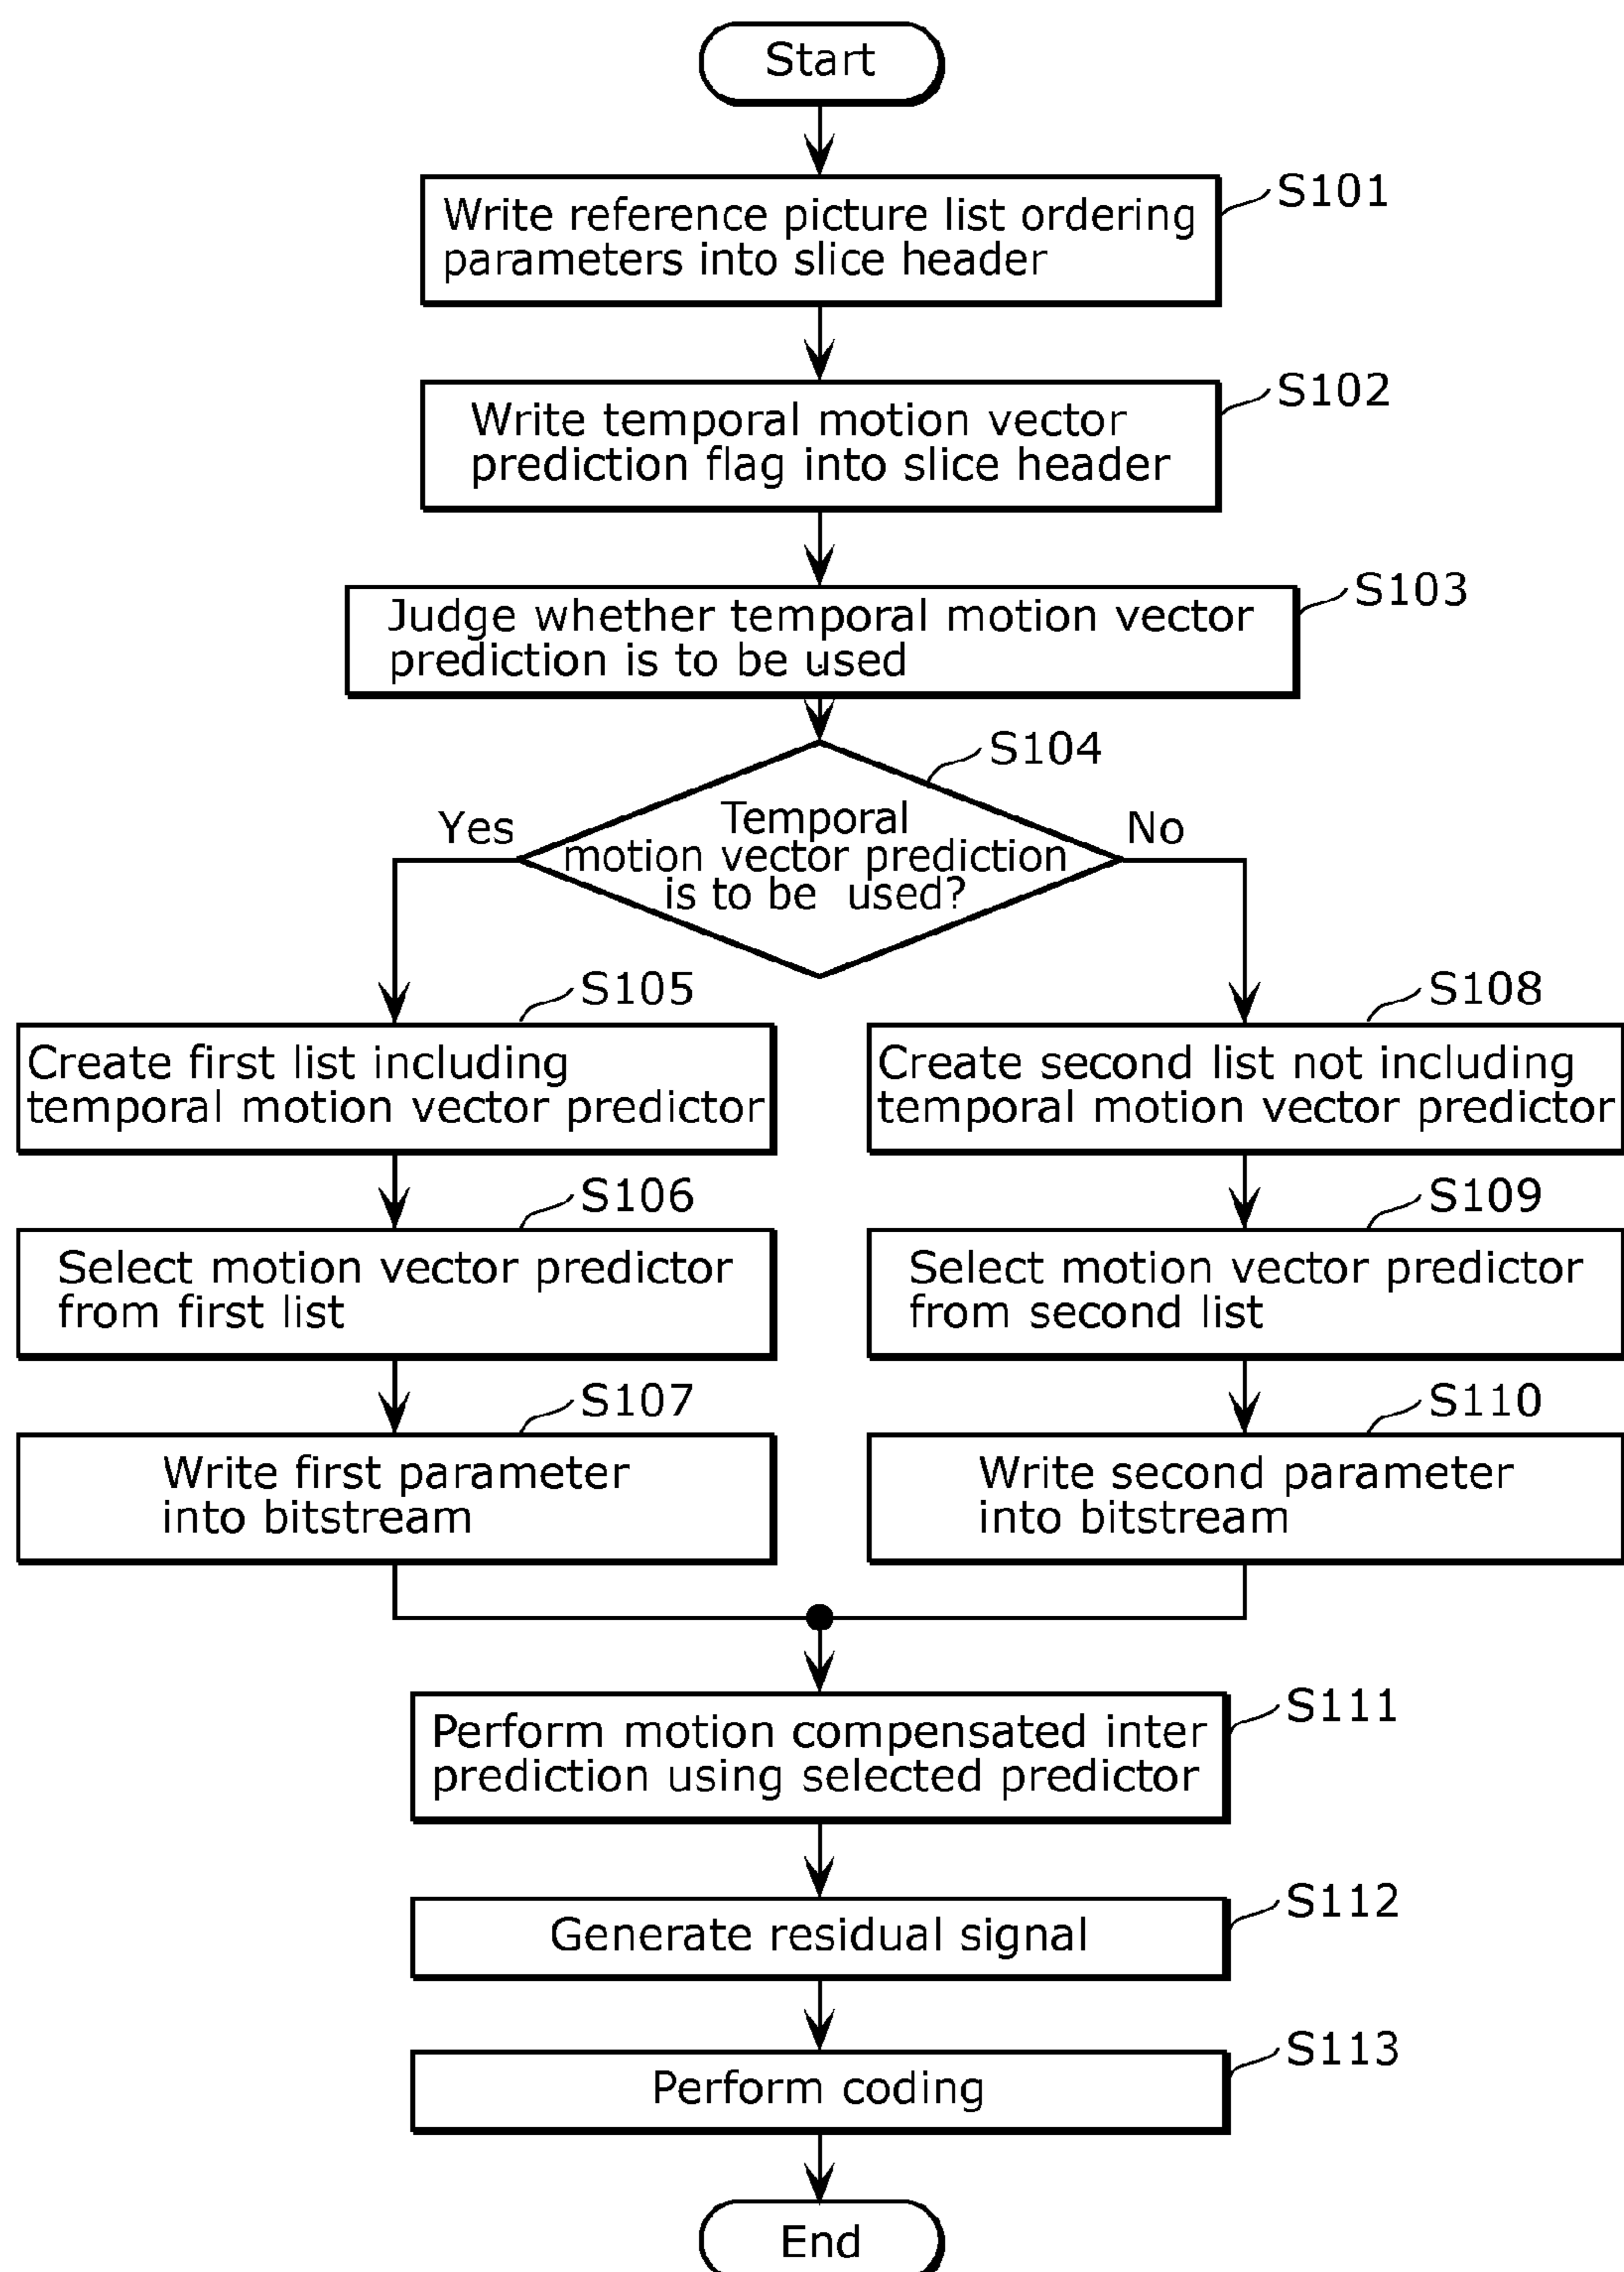 Start
S101
Write reference picture list ordering
parameters into slice header
S102
Write temporal motion vector
prediction flag into slice header
S103
Judge whether temporal motion vector
prediction is to be used
S104
Yes
No
Temporal
motion vector prediction
is to be used?
S105
Create first list including
temporal motion vector predictor
S106
Select motion vector predictor
from first list
S107
Write first parameter
into bitstream
S108
Create second list not including
temporal motion vector predictor
S109
Select motion vector predictor
from second list
S110
Write second parameter
into bitstream
S111
Perform motion compensated inter
prediction using selected predictor
S112
Generate residual signal
S113
Perform coding
End